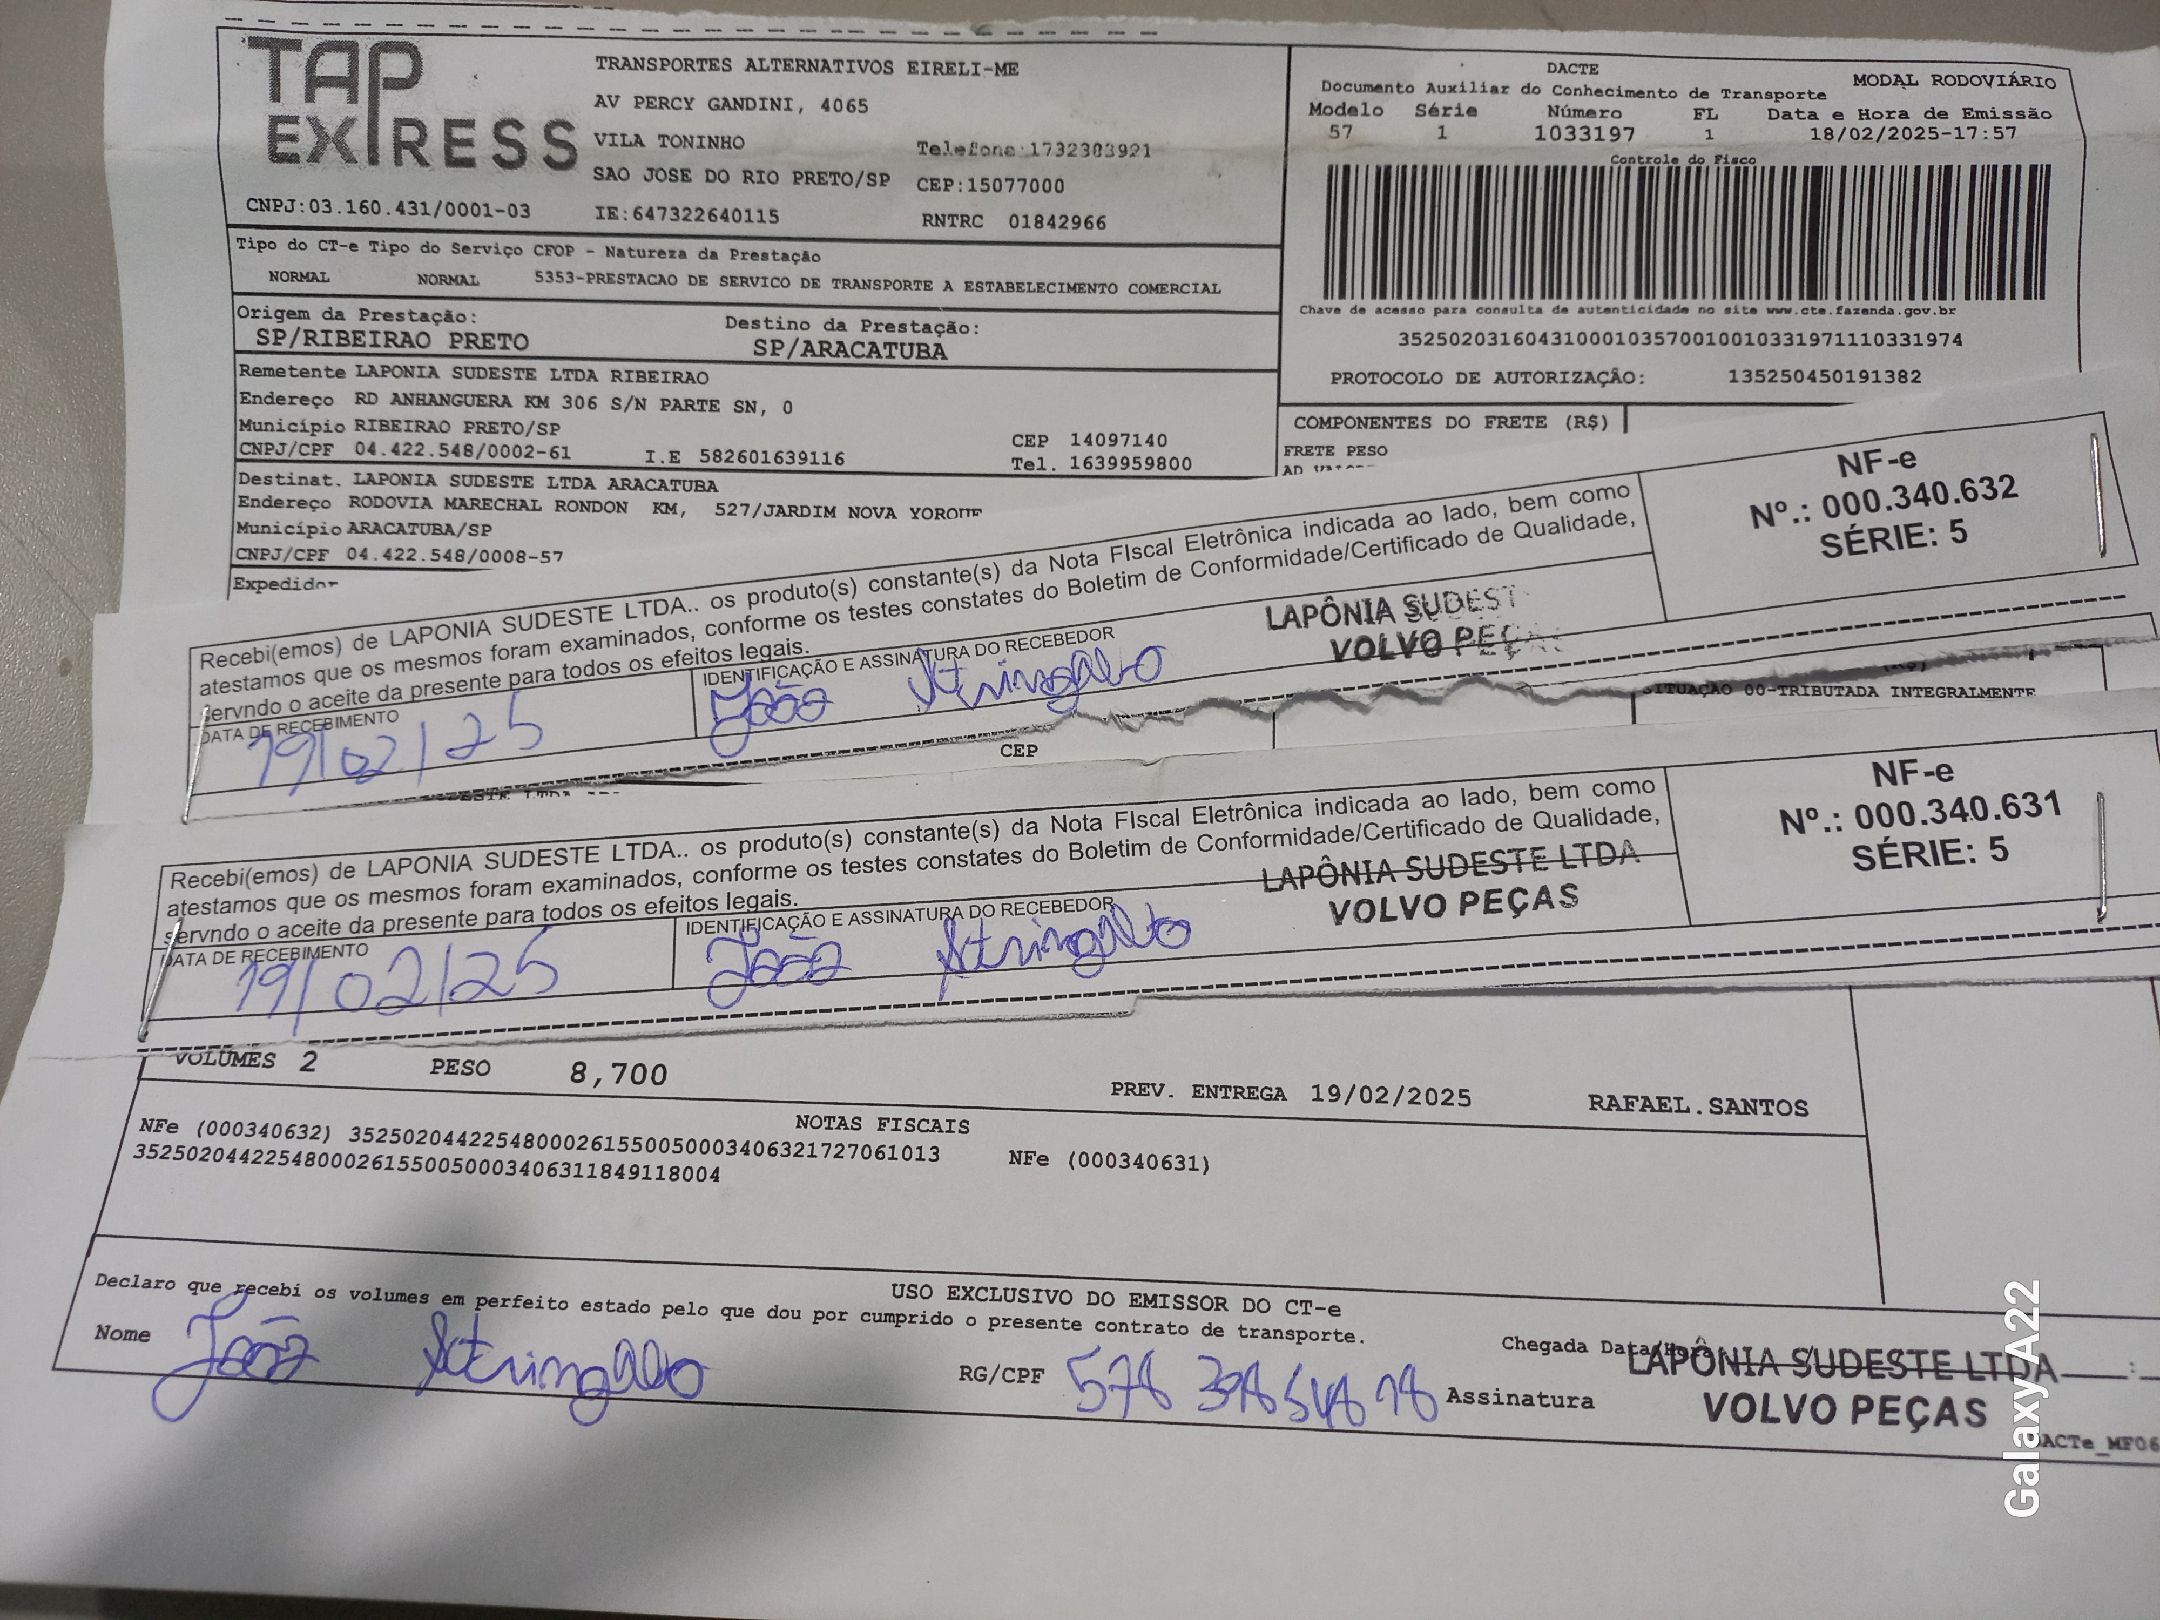 TAP EXPRESS
TRANSPORTES ALTERNATIVOS EIRELI-ME
AV PERCY GANDINI, 4065
VILA TONINHO Telefone:1732303921
SAO JOSE DO RIO PRETO/SP CEP:15077000
CNPJ:03.160.431/0001-03 IE:647322640115 RNTRC 01842966
DACTE
Documento Auxiliar do Conhecimento de Transporte MODAL RODOVIÁRIO
Modelo Série Número FL Data e Hora de Emissão
57 1 1033197 1 18/02/2025-17:57
Controle do Fisco
Chave de acesso para consulta de autenticidade no site www.cte.fazenda.gov.br
35250203160431000103570010010331971110331974
PROTOCOLO DE AUTORIZAÇÃO: 135250450191382
Tipo do CT-e Tipo do Serviço CFOP - Natureza da Prestação
NORMAL NORMAL 5353-PRESTACAO DE SERVICO DE TRANSPORTE A ESTABELECIMENTO COMERCIAL
Origem da Prestação: Destino da Prestação:
SP/RIBEIRAO PRETO SP/ARACATUBA
Remetente LAPONIA SUDESTE LTDA RIBEIRAO
Endereço RD ANHANGUERA KM 306 S/N PARTE SN, 0
Município RIBEIRAO PRETO/SP CEP 14097140
CNPJ/CPF 04.422.548/0002-61 I.E 582601639116 Tel. 1639959800
COMPONENTES DO FRETE (R$)
FRETE PESO
Destinat. LAPONIA SUDESTE LTDA ARACATUBA
Endereço RODOVIA MARECHAL RONDON KM, 527/JARDIM NOVA YORQUE
Município ARACATUBA/SP
CNPJ/CPF 04.422.548/0008-57
Expedidor
Recebi(emos) de LAPONIA SUDESTE LTDA.. os produto(s) constante(s) da Nota FIscal Eletrônica indicada ao lado, bem como
atestamos que os mesmos foram examinados, conforme os testes constates do Boletim de Conformidade/Certificado de Qualidade,
servndo o aceite da presente para todos os efeitos legais.
NF-e
Nº.: 000.340.632
SÉRIE: 5
DATA DE RECEBIMENTO IDENTIFICAÇÃO E ASSINATURA DO RECEBEDOR
19/02/25 João Stringhero
LAPÔNIA SUDEST
VOLVO PEÇ
SITUAÇÃO 00-TRIBUTADA INTEGRALMENTE
CEP
Recebi(emos) de LAPONIA SUDESTE LTDA.. os produto(s) constante(s) da Nota FIscal Eletrônica indicada ao lado, bem como
atestamos que os mesmos foram examinados, conforme os testes constates do Boletim de Conformidade/Certificado de Qualidade,
servndo o aceite da presente para todos os efeitos legais.
NF-e
Nº.: 000.340.631
SÉRIE: 5
DATA DE RECEBIMENTO IDENTIFICAÇÃO E ASSINATURA DO RECEBEDOR
19/02/25 João
LAPÔNIA SUDESTE LTDA
VOLVO PEÇAS
VOLUMES 2 PESO 8,700 PREV. ENTREGA 19/02/2025 RAFAEL.SANTOS
NOTAS FISCAIS
NFe (000340632) 35250204422548000261550050003406321727061013 NFe (000340631)
35250204422548000261550050003406311849118004
USO EXCLUSIVO DO EMISSOR DO CT-e
Declaro que recebi os volumes em perfeito estado pelo que dou por cumprido o presente contrato de transporte.
Nome João RG/CPF Chegada Data/Hora
Assinatura
LAPÔNIA SUDESTE LTDA
VOLVO PEÇAS
DACTe_MF06
Galaxy A22